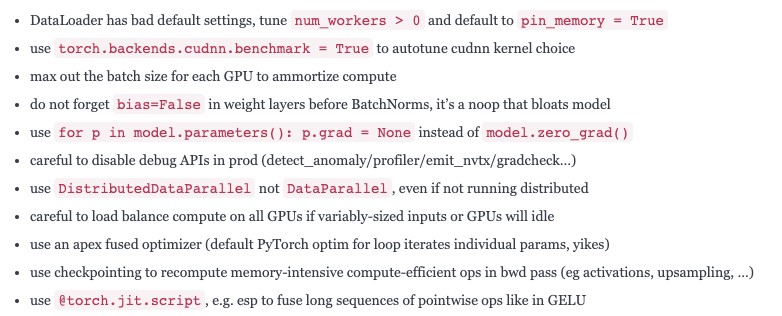 • DataLoader has bad default settings, tune num_workers > 0 and default to pin_memory = True
• use torch.backends.cudnn.benchmark = True to autotune cudnn kernel choice
• max out the batch size for each GPU to ammortize compute
• do not forget bias=False in weight layers before BatchNorms, it's a noop that bloats model
• use for p in model.parameters(): p.grad = None instead of model.zero_grad()
• careful to disable debug APIs in prod (detect_anomaly/profiler/emit_nvtx/gradcheck...)
• use DistributedDataParallel not DataParallel, even if not running distributed
• careful to load balance compute on all GPUs if variably-sized inputs or GPUs will idle
• use an apex fused optimizer (default PyTorch optim for loop iterates individual params, yikes)
• use checkpointing to recompute memory-intensive compute-efficient ops in bwd pass (eg activations, upsampling, ...)
• use @torch.jit.script, e.g. esp to fuse long sequences of pointwise ops like in GELU